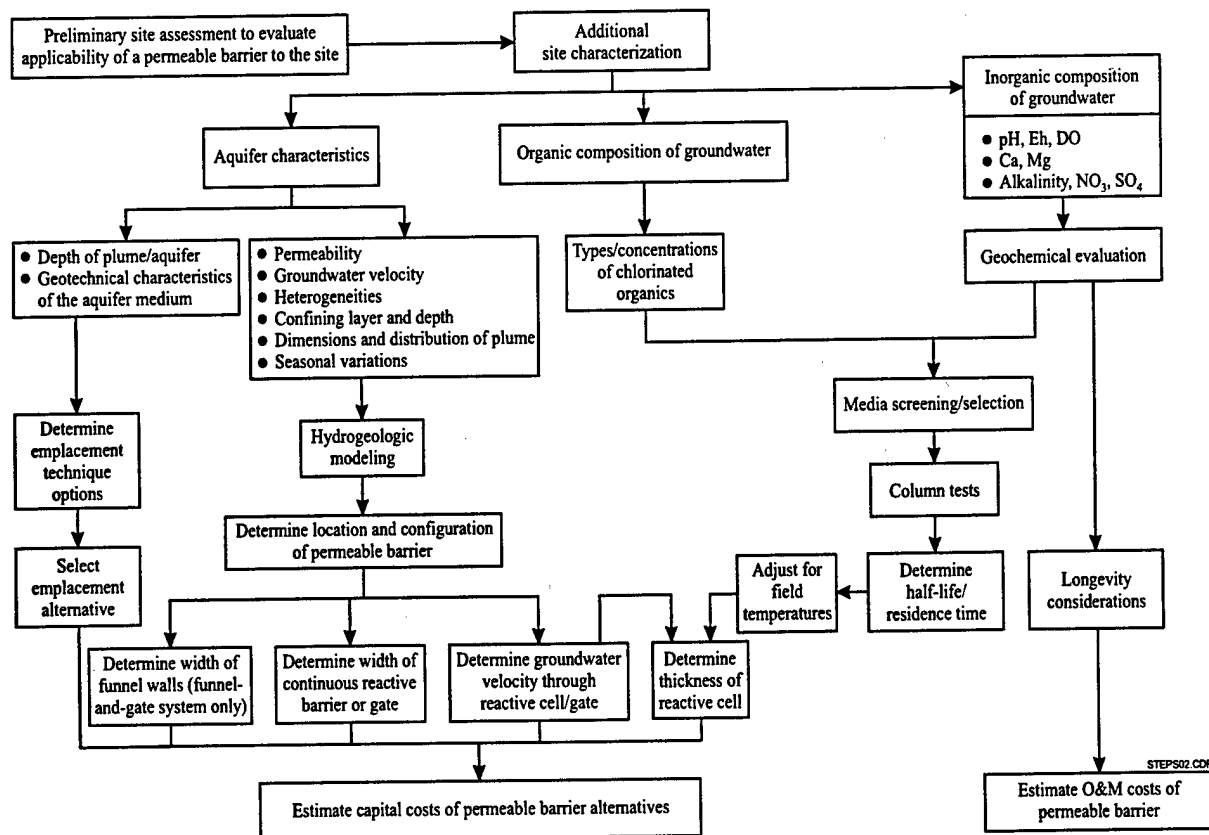 Preliminary site assessment to evaluate
applicability of a permeable barrier to the site
Additional
site characterization
Inorganic composition
of groundwater
● pH, Eh, DO
● Ca, Mg
● Alkalinity, NO₃, SO₄
Aquifer characteristics
Organic composition of groundwater
● Depth of plume/aquifer
● Geotechnical characteristics
of the aquifer medium
● Permeability
● Groundwater velocity
● Heterogeneities
● Confining layer and depth
● Dimensions and distribution of plume
● Seasonal variations
Types/concentrations
of chlorinated
organics
Geochemical evaluation
Media screening/selection
Determine
emplacement
technique
options
Hydrogeologic
modeling
Column tests
Determine location and configuration
of permeable barrier
Select
emplacement
alternative
Adjust for
field
temperatures
Determine
half-life/
residence time
Longevity
considerations
Determine width of
funnel walls (funnel-
and-gate system only)
Determine width of
continuous reactive
barrier or gate
Determine groundwater
velocity through
reactive cell/gate
Determine
thickness of
reactive cell
STEPS02.CDR
Estimate capital costs of permeable barrier alternatives
Estimate O&M costs of
permeable barrier